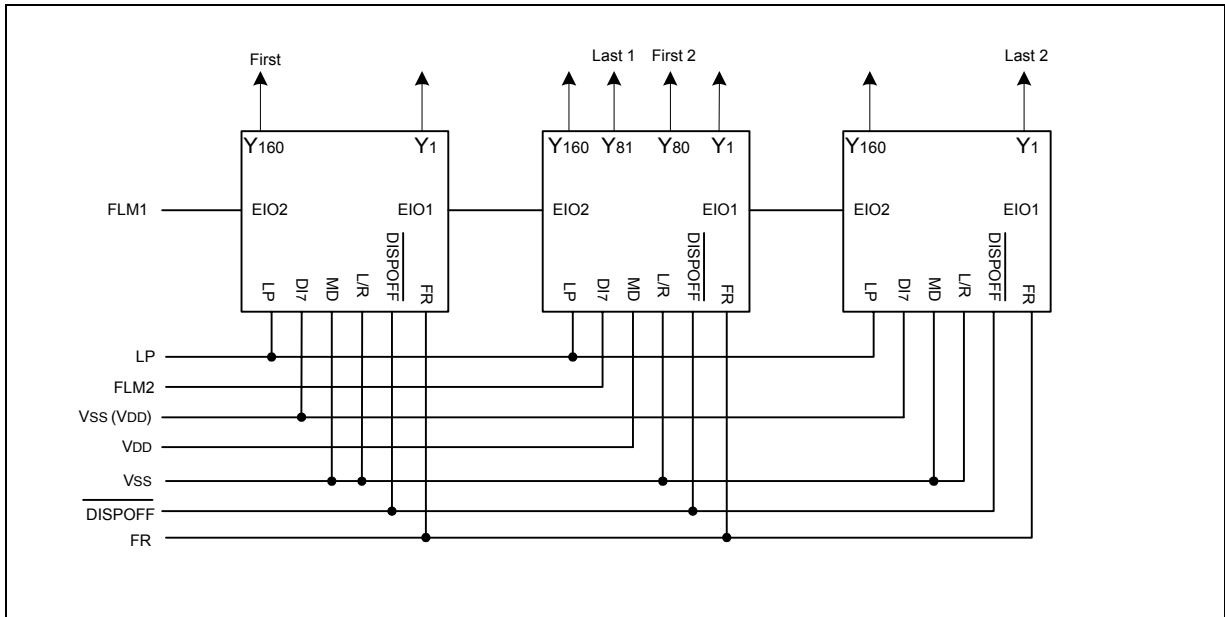 First
Last 1 First 2
Last 2
Y160 Y1
Y160 Y81 Y80 Y1
Y160 Y1
FLM1
EIO2 EIO1
EIO2 EIO1
EIO2 EIO1
LP DI7 MD L/R DISPOFF FR
LP DI7 MD L/R DISPOFF FR
LP DI7 MD L/R DISPOFF FR
LP
FLM2
VSS (VDD)
VDD
VSS
DISPOFF
FR